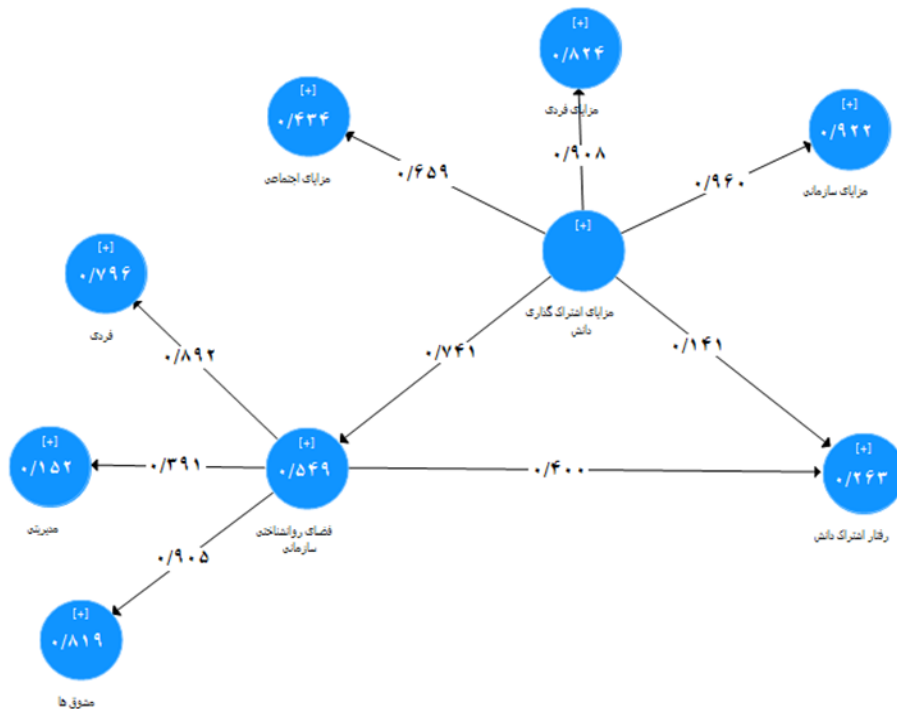 [+]
۰/۸۲۴
مزایای فردی
[+]
۰/۴۳۴
مزایای اجتماعی
[+]
۰/۹۲۲
مزایای سازمانی
۰/۶۵۹
۰/۹۰۸
۰/۹۶۰
[+]
مزایای اشتراک گذاری
دانش
[+]
۰/۷۹۶
فردی
۰/۸۹۲
۰/۷۴۱
۰/۱۴۱
[+]
۰/۱۵۲
مدیریتی
۰/۳۹۱
[+]
۰/۵۴۹
فضای روانشناختی
سازمانی
۰/۴۰۰
[+]
۰/۲۶۳
رفتار اشتراک دانش
۰/۹۰۵
[+]
۰/۸۱۹
مشوق ها